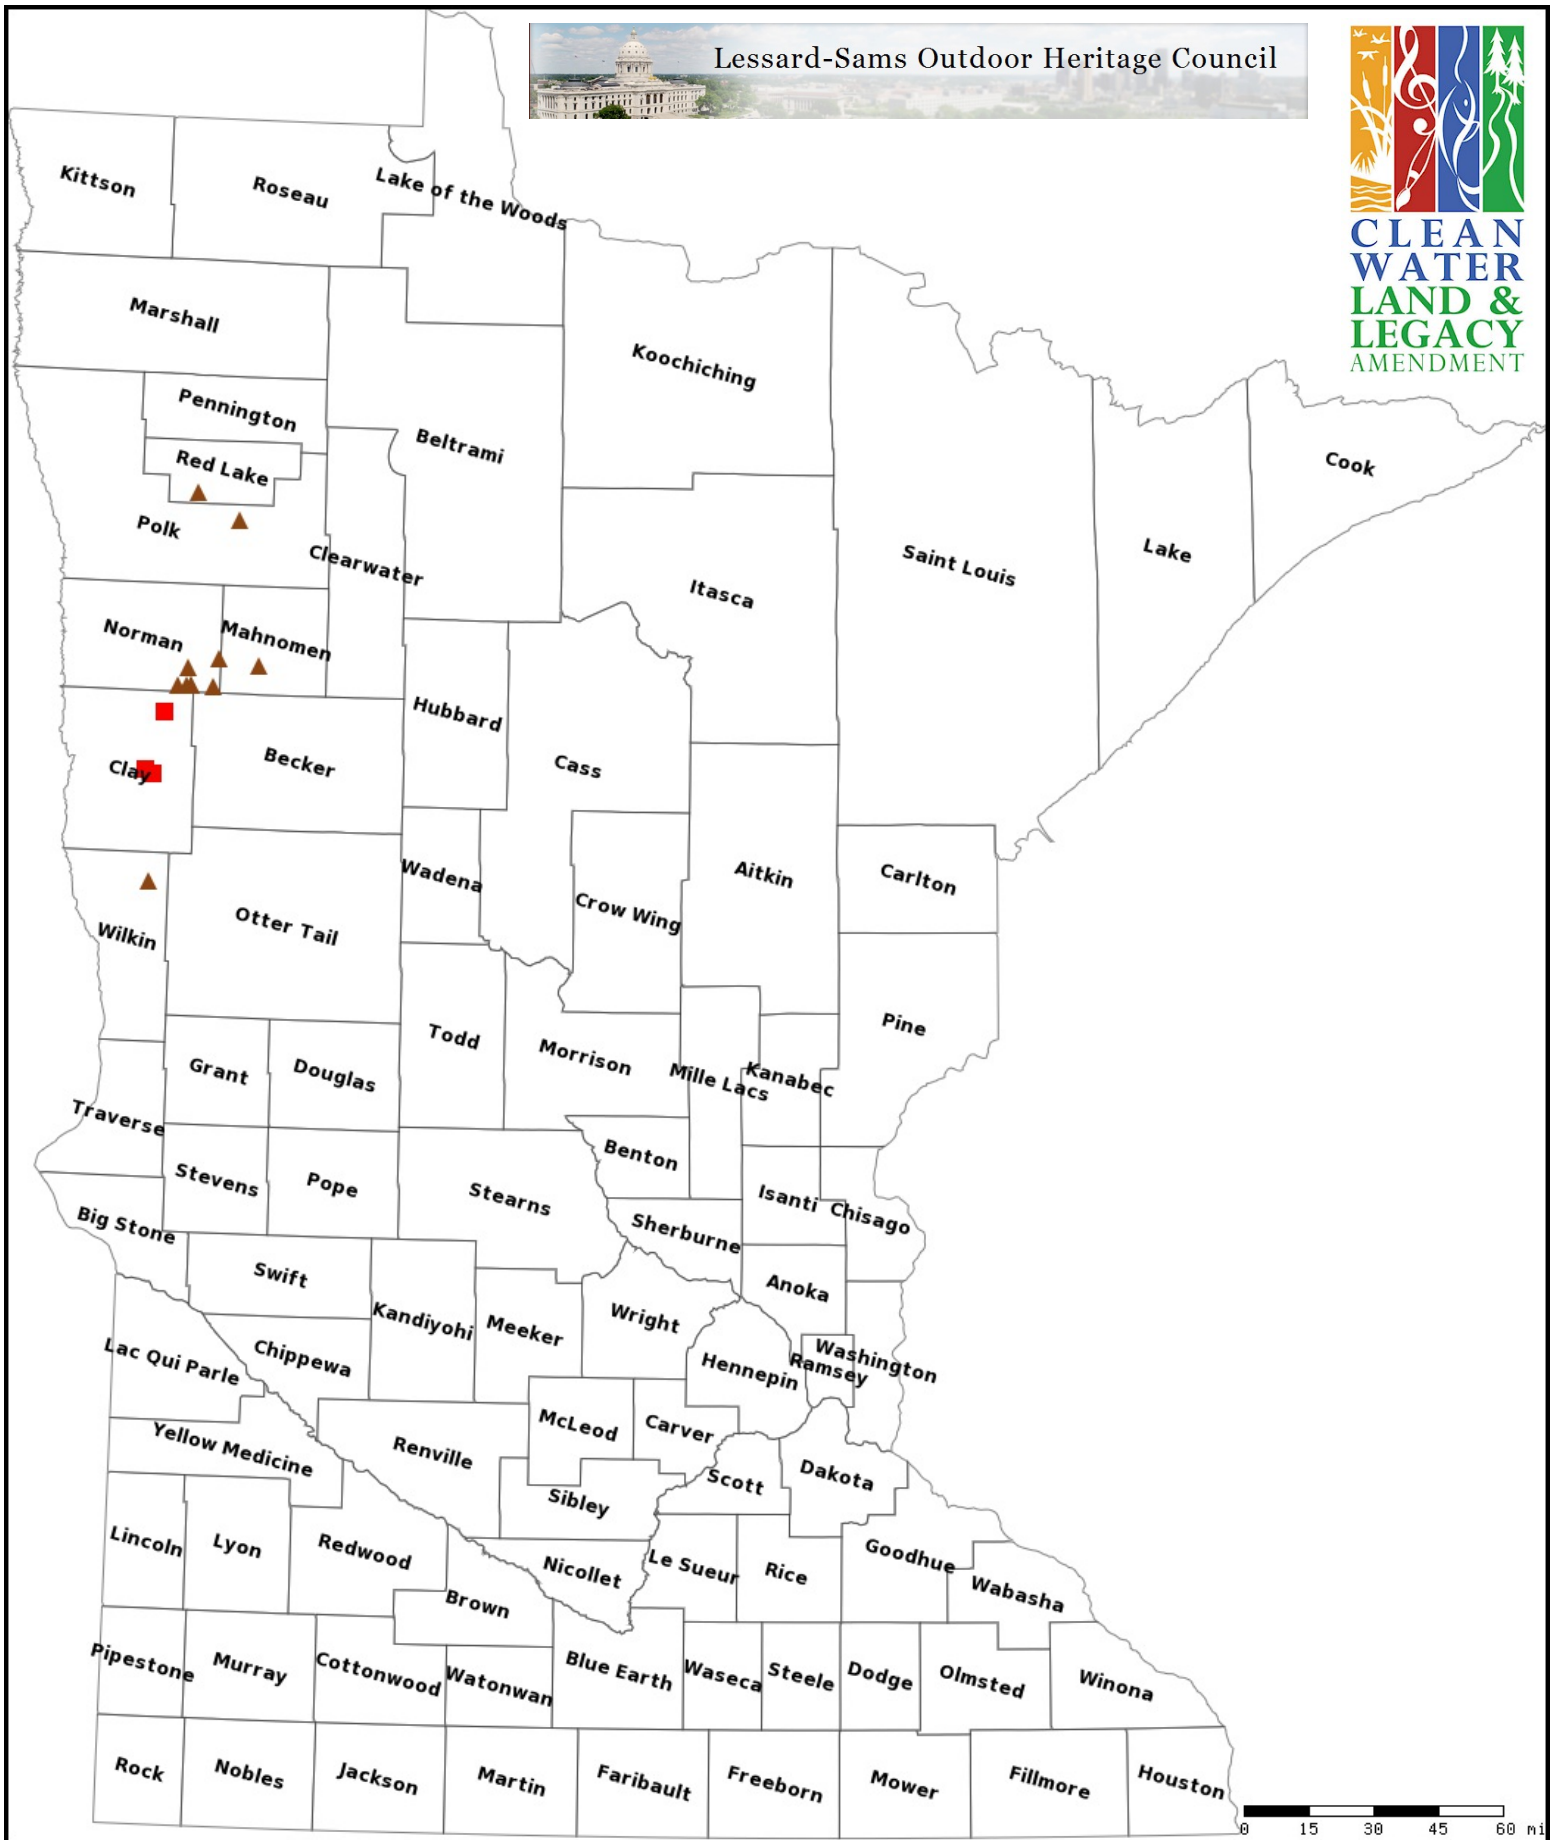 Lessard-Sams Outdoor Heritage Council
CLEAN
WATER
LAND &
LEGACY
AMENDMENT
Kittson
Roseau
Lake of the Woods
Marshall
Koochiching
Pennington
Beltrami
Red Lake
Cook
Polk
Clearwater
Saint Louis
Lake
Itasca
Norman
Mahnomen
Hubbard
Clay
Becker
Cass
Wadena
Aitkin
Carlton
Crow Wing
Otter Tail
Wilkin
Pine
Todd
Morrison
Grant
Douglas
Mille Lacs
Kanabec
Traverse
Benton
Stevens
Pope
Stearns
Isanti
Chisago
Big Stone
Sherburne
Swift
Anoka
Kandiyohi
Meeker
Wright
Lac Qui Parle
Chippewa
Hennepin
Ramsey
Washington
McLeod
Carver
Yellow Medicine
Renville
Scott
Dakota
Sibley
Lincoln
Lyon
Redwood
Nicollet
Le Sueur
Rice
Goodhue
Wabasha
Brown
Pipestone
Murray
Cottonwood
Watonwan
Blue Earth
Waseca
Steele
Dodge
Olmsted
Winona
Rock
Nobles
Jackson
Martin
Faribault
Freeborn
Mower
Fillmore
Houston
0 15 30 45 60 mi